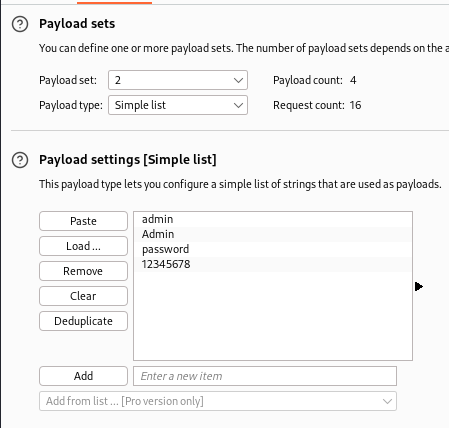 Payload sets
You can define one or more payload sets. The number of payload sets depends on the a
Payload set: 2 Payload count: 4
Payload type: Simple list Request count: 16
Payload settings [Simple list]
This payload type lets you configure a simple list of strings that are used as payloads.
Paste admin
Admin
Load ... password
12345678
Remove
Clear
Deduplicate
Add Enter a new item
Add from list ... [Pro version only]